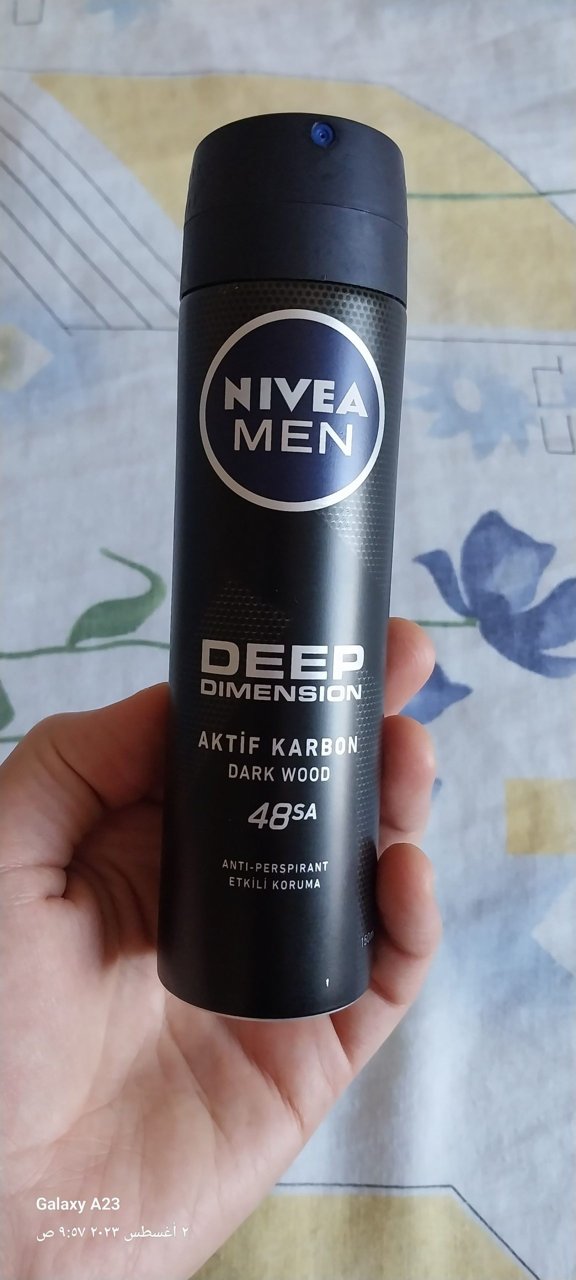 NIVEA
MEN
DEEP
DIMENSION
AKTİF KARBON
DARK WOOD
48SA
ANTI-PERSPIRANT
ETKİLİ KORUMA
Galaxy A23
٢ أغسطس ٢٠٢٣ ٩:٥٧ ص